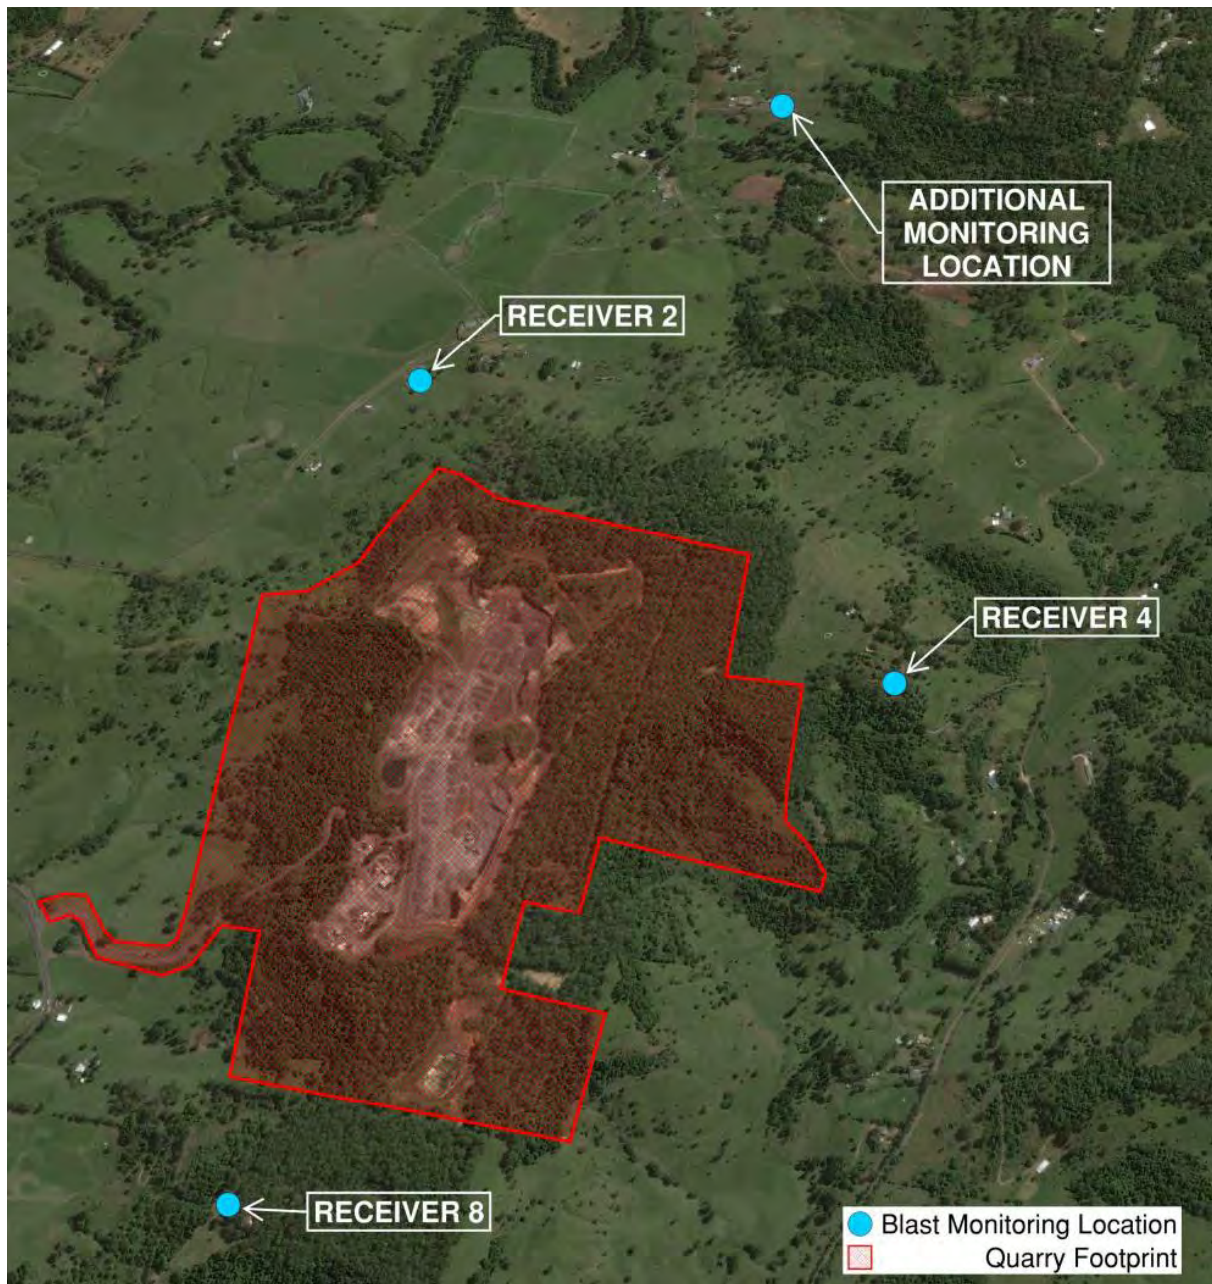 ADDITIONAL
MONITORING
LOCATION
RECEIVER 2
RECEIVER 4
RECEIVER 8
Blast Monitoring Location
Quarry Footprint